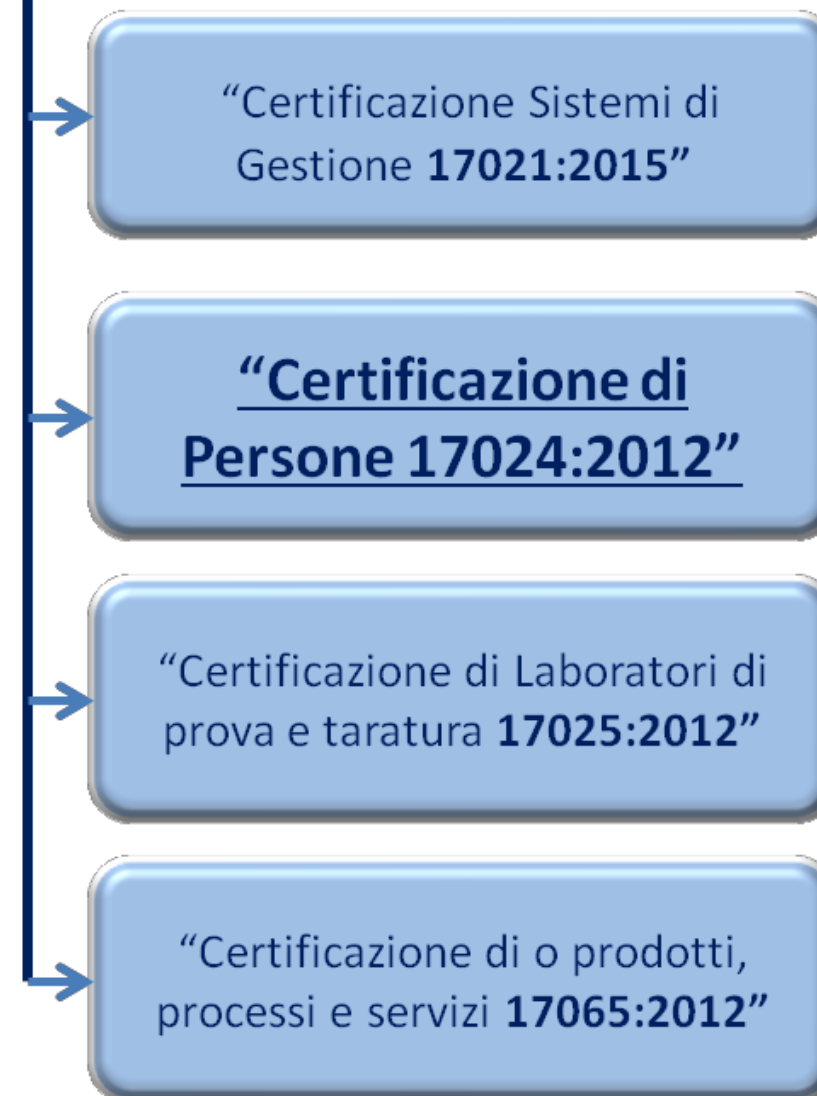 “Certificazione Sistemi di
Gestione 17021:2015”
“Certificazione di
Persone 17024:2012”
“Certificazione di Laboratori di
prova e taratura 17025:2012”
“Certificazione di o prodotti,
processi e servizi 17065:2012”